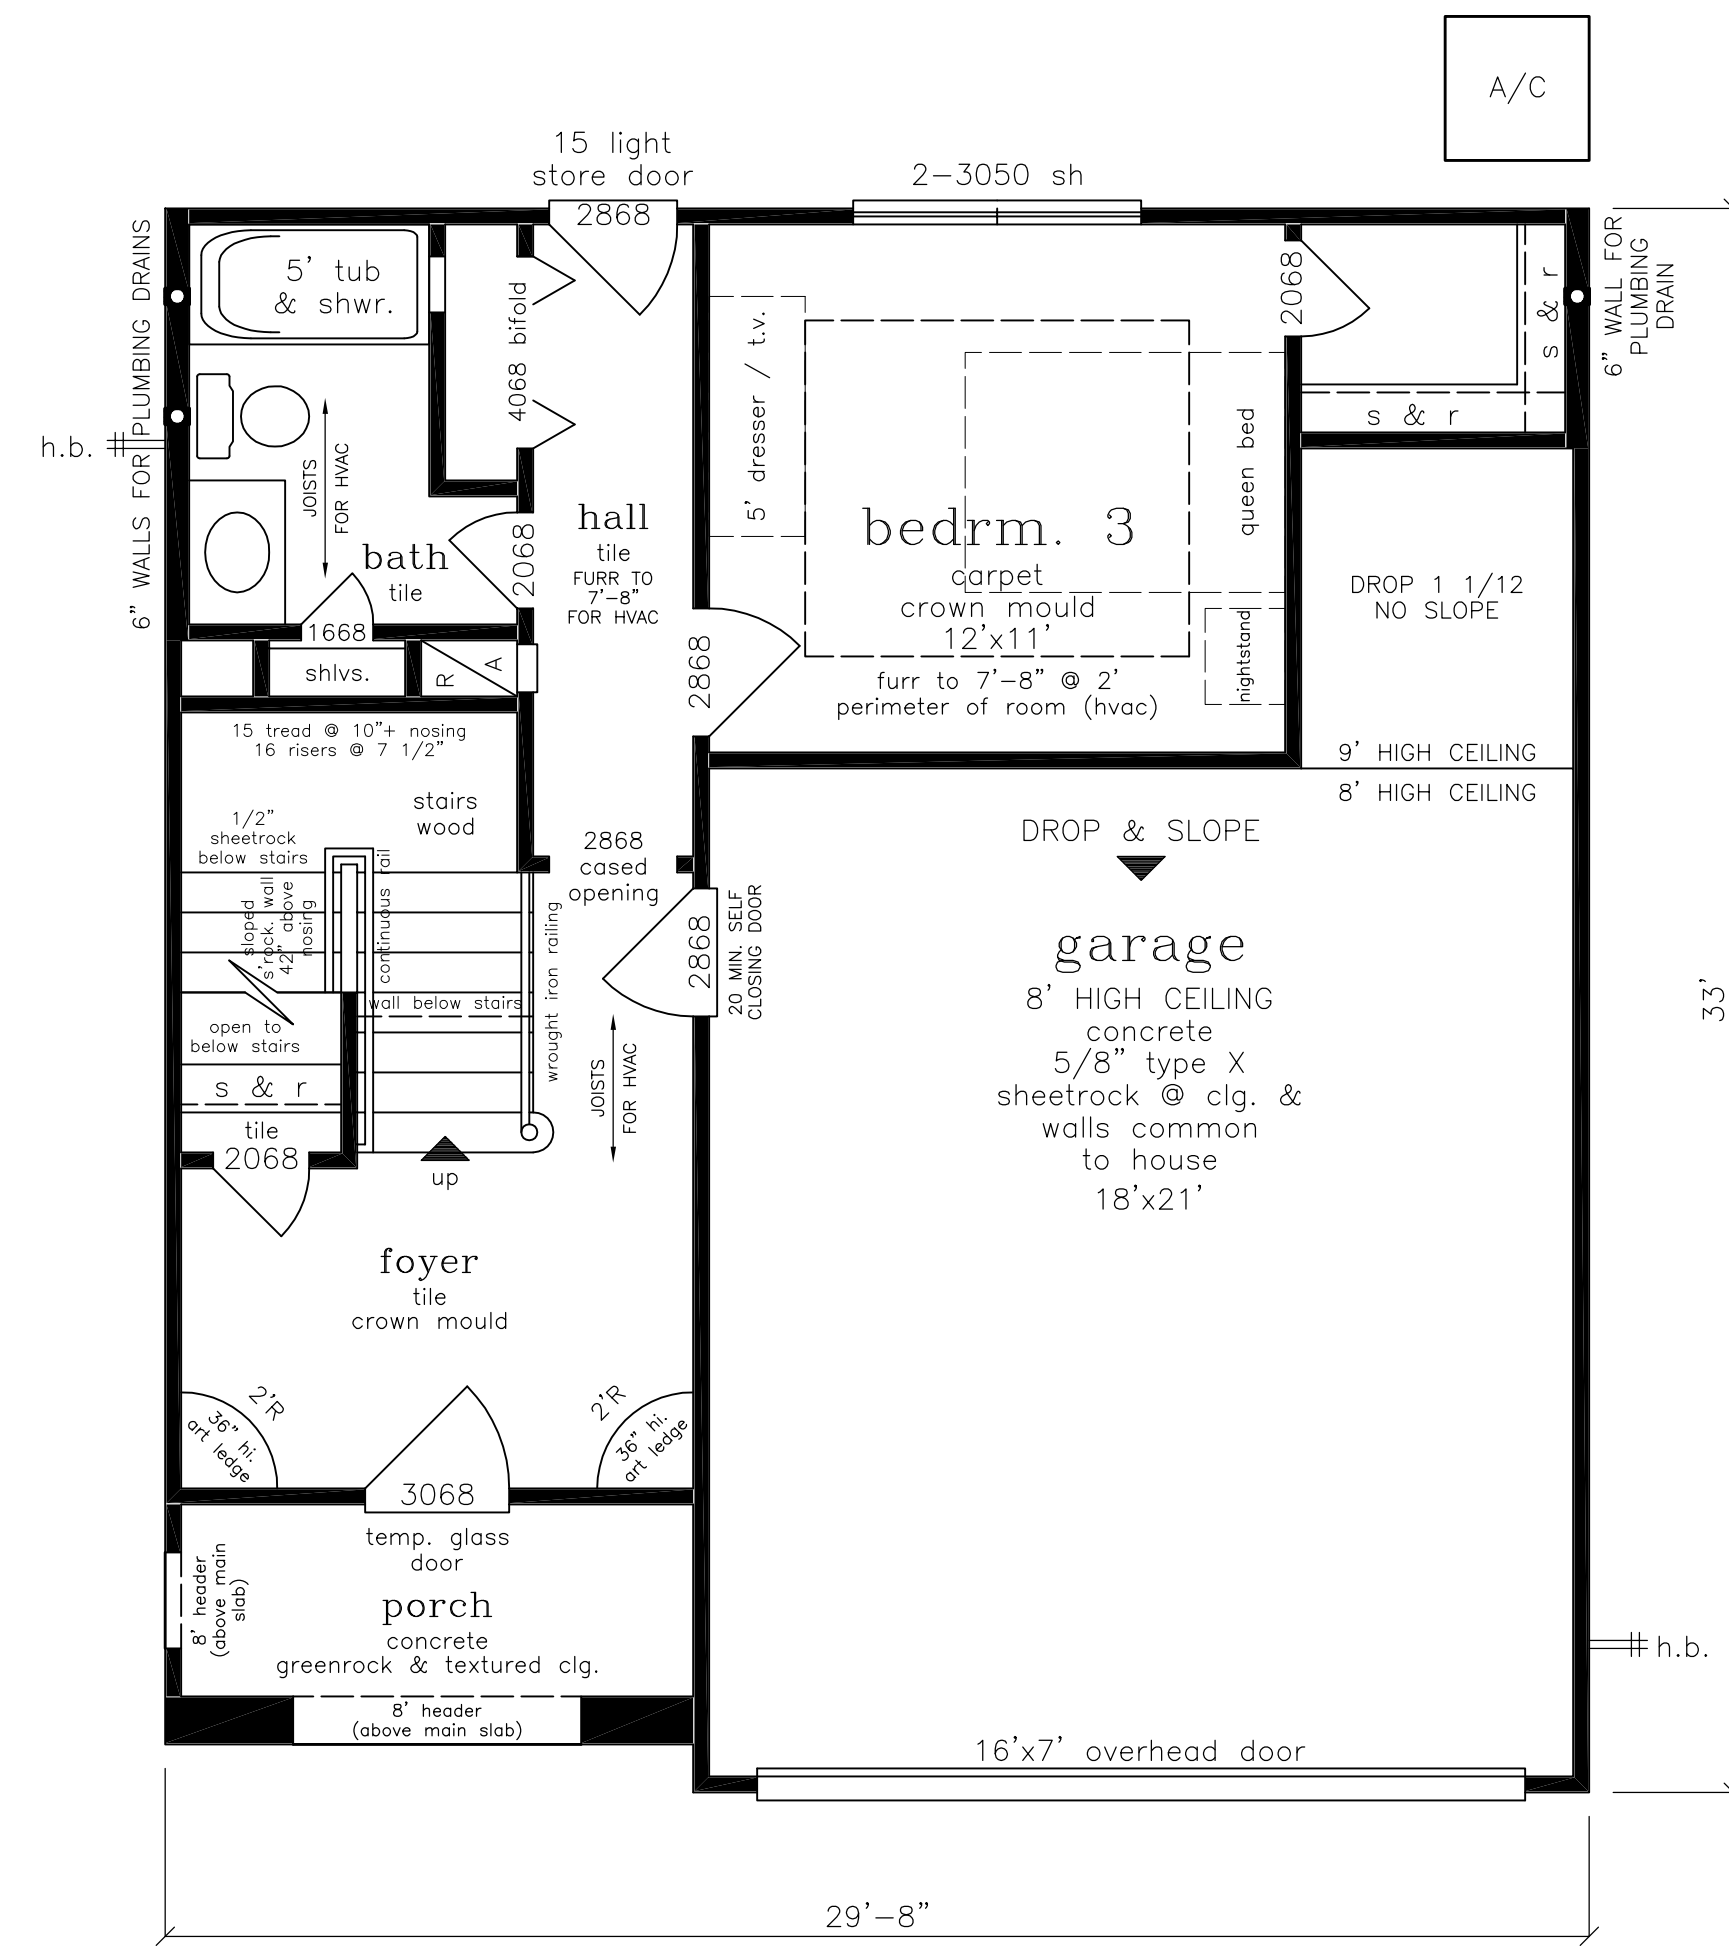 A/C
15 light
store door
2868
2-3050 sh
6" WALLS FOR PLUMBING DRAINS
h.b.
5' tub
& shwr.
4068 bifold
JOISTS
FOR HVAC
bath
tile
2068
1668
shlvs.
R
A
hall
tile
FURR TO
7'-8"
FOR HVAC
5' dresser / t.v.
bedrm. 3
carpet
crown mould
12'x11'
furr to 7'-8" @ 2'
perimeter of room (hvac)
queen bed
nightstand
2868
2068
s & r
s & r
6" WALL FOR
PLUMBING
DRAIN
DROP 1 1/12
NO SLOPE
9' HIGH CEILING
8' HIGH CEILING
15 tread @ 10"+ nosing
16 risers @ 7 1/2"
stairs
wood
1/2"
sheetrock
below stairs
sloped
s'rock. wall
42" above
nosing
continuous rail
wall below stairs
wrought iron railing
open to
below stairs
s & r
tile
2068
up
2868
cased
opening
2868
20 MIN. SELF
CLOSING DOOR
JOISTS
FOR HVAC
DROP & SLOPE
garage
8' HIGH CEILING
concrete
5/8" type X
sheetrock @ clg. &
walls common
to house
18'x21'
33'
foyer
tile
crown mould
2'R
36" hi.
art ledge
2'R
36" hi.
art ledge
3068
temp. glass
door
porch
concrete
greenrock & textured clg.
8' header
(above main
slab)
8' header
(above main slab)
h.b.
16'x7' overhead door
29'-8"